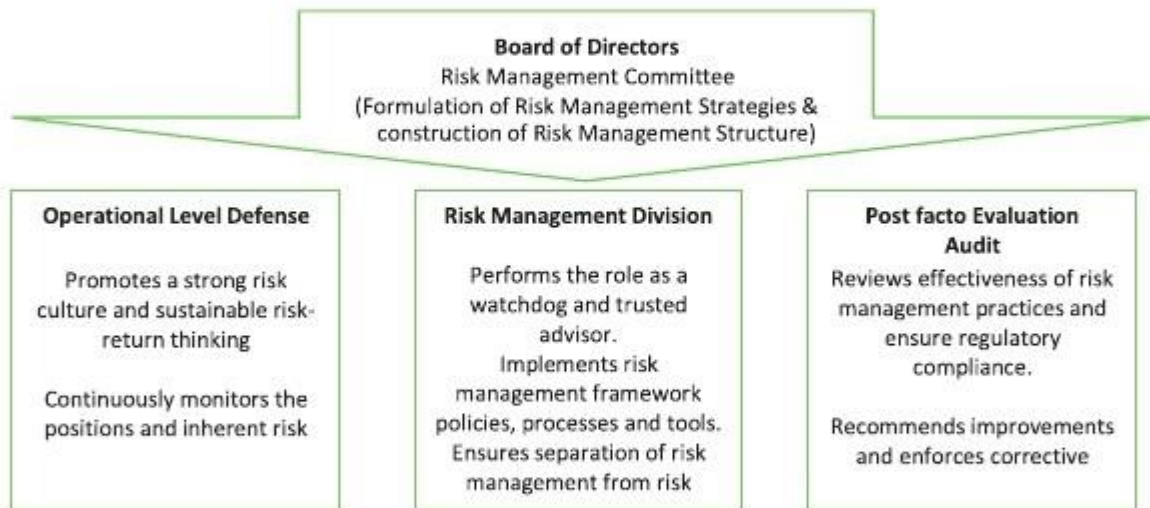 Board of Directors
Risk Management Committee
(Formulation of Risk Management Strategies &
construction of Risk Management Structure)
Operational Level Defense
Promotes a strong risk
culture and sustainable risk-
return thinking
Continuously monitors the
positions and inherent risk
Risk Management Division
Performs the role as a
watchdog and trusted
advisor.
Implements risk
management framework
policies, processes and tools.
Ensures separation of risk
management from risk
Post facto Evaluation
Audit
Reviews effectiveness of risk
management practices and
ensure regulatory
compliance.
Recommends improvements
and enforces corrective